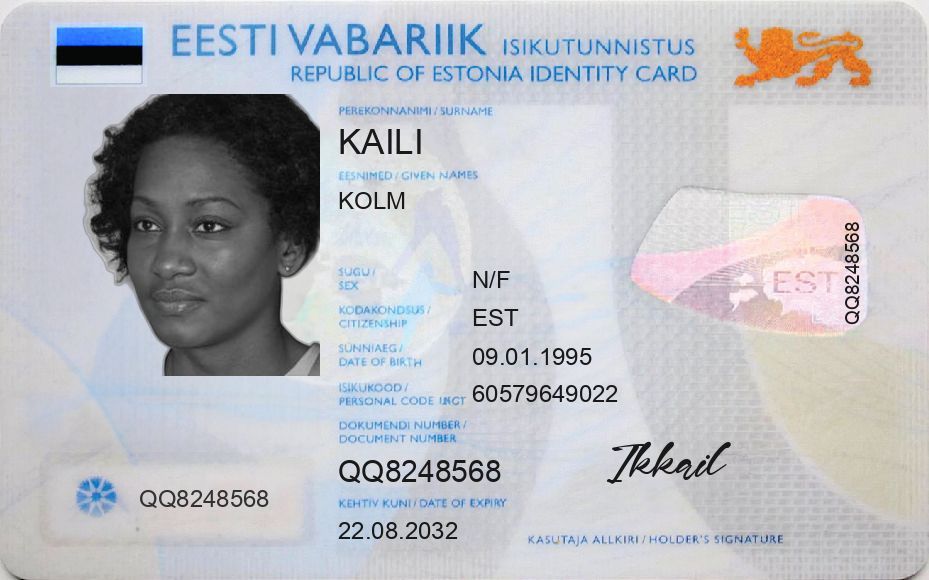 EESTI VABARIIK ISIKUTUNNISTUS
REPUBLIC OF ESTONIA IDENTITY CARD
PEREKONNANIMI / SURNAME
KAILI
EESNIMED / GIVEN NAMES
KOLM
SUGU /
SEX
N/F
KODAKONDSUS /
CITIZENSHIP
EST
SÜNNIAEG /
DATE OF BIRTH
09.01.1995
ISIKUKOOD /
PERSONAL CODE
60579649022
DOKUMENDI NUMBER /
DOCUMENT NUMBER
QQ8248568
KEHTIV KUNI / DATE OF EXPIRY
22.08.2032
QQ8248568
EST
QQ8248568
KASUTAJA ALLKIRI / HOLDER'S SIGNATURE